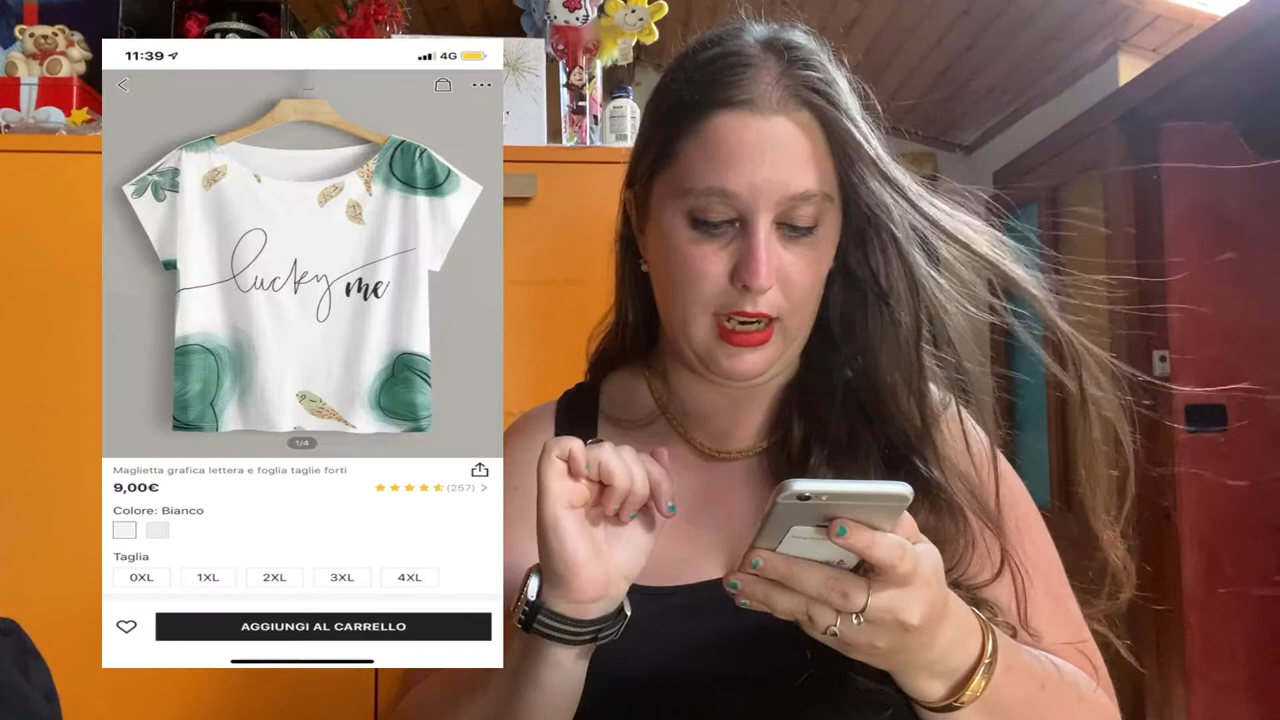 11:39
4G
lucky me
1/4
Maglietta grafica lettera e foglia taglie forti
9,00€
(257)
Colore: Bianco
Taglia
0XL 1XL 2XL 3XL 4XL
AGGIUNGI AL CARRELLO